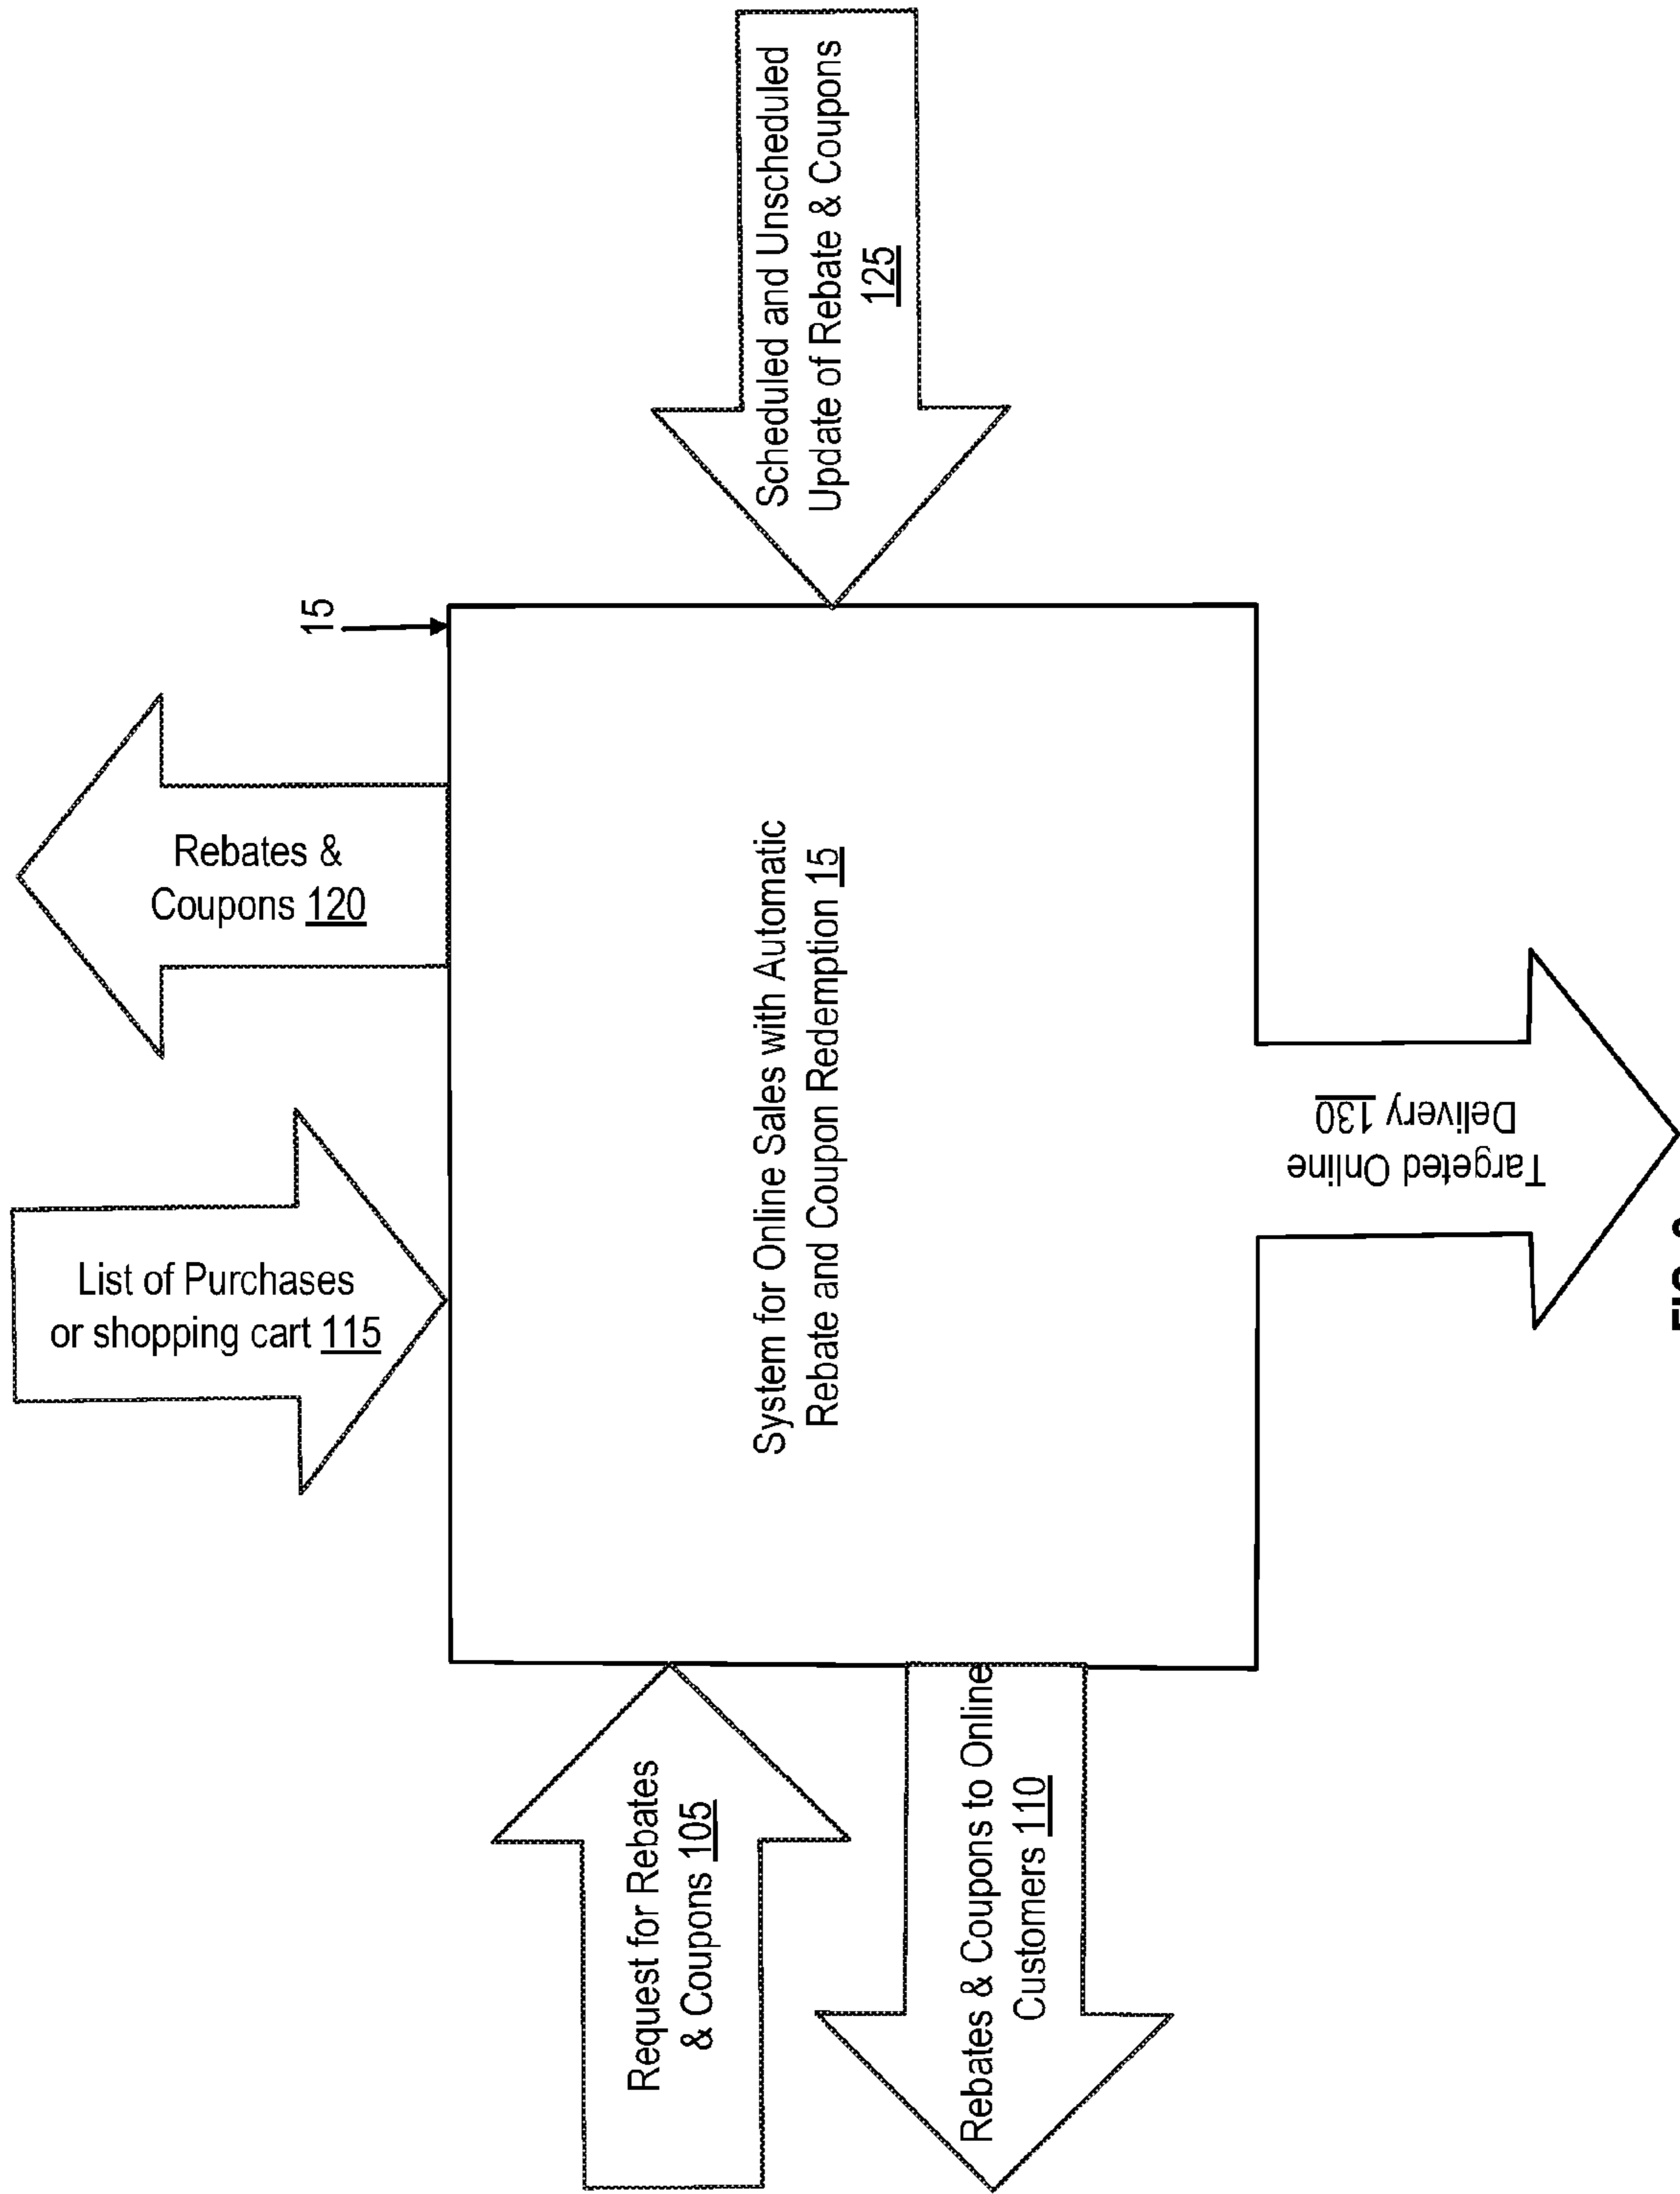 List of Purchases
or shopping cart 115
Rebates &
Coupons 120
15
Request for Rebates
& Coupons 105
Rebates & Coupons to Online
Customers 110
System for Online Sales with Automatic
Rebate and Coupon Redemption 15
Scheduled and Unscheduled
Update of Rebate & Coupons
125
Targeted Online
Delivery 130
FIG.